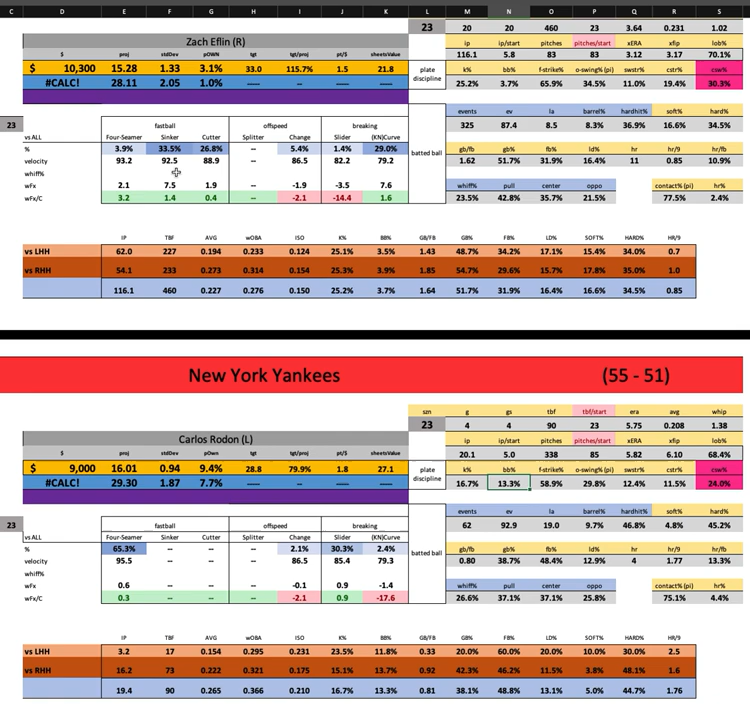 C D E F G H I J K L M N O P Q R S
23 20 20 460 23 3.64 0.231 1.02
Zach Eflin (R) ip ip/start pitches pitches/start xERA xfip lob%
$ proj stdDev pOWN tgt tgt/proj pt/$ sheetsValue 116.1 5.8 83 83 3.12 3.17 70.1%
$ 10,300 15.28 1.33 3.1% 33.0 115.7% 1.5 21.8 plate discipline k% bb% f-strike% o-swing% (pi) swstr% cstr% csw%
#CALC! 28.11 2.05 1.0% ---- -- ---- ---- 25.2% 3.7% 65.9% 34.5% 11.0% 19.4% 30.3%
events ev la barrel% hardhit% soft% hard%
23 fastball offspeed breaking 325 87.4 8.5 8.3% 36.9% 16.6% 34.5%
vs ALL Four-Seamer Sinker Cutter Splitter Change Slider (KN)Curve
% 3.9% 33.5% 26.8% -- 5.4% 1.4% 29.0% batted ball gb/fb gb% fb% ld% hr hr/9 hr/fb
velocity 93.2 92.5 88.9 -- 86.5 82.2 79.2 1.62 51.7% 31.9% 16.4% 11 0.85 10.9%
whiff%
wFx 2.1 7.5 1.9 -1.9 -3.5 7.6 whiff% pull center oppo contact% (pi) hr%
wFx/C 3.2 1.4 0.4 -- -2.1 -14.4 1.6 23.5% 42.8% 35.7% 21.5% 77.5% 2.4%
IP TBF AVG wOBA ISO K% BB% GB/FB GB% FB% LD% SOFT% HARD% HR/9
vs LHH 62.0 227 0.194 0.233 0.124 25.1% 3.5% 1.43 48.7% 34.2% 17.1% 15.4% 34.0% 0.7
vs RHH 54.1 233 0.273 0.314 0.154 25.3% 3.9% 1.85 54.7% 29.6% 15.7% 17.8% 35.0% 1.0
116.1 460 0.227 0.276 0.150 25.2% 3.7% 1.64 51.7% 31.9% 16.4% 16.6% 34.5% 0.85
New York Yankees (55 - 51)
szn g gs tbf tbf/start era avg whip
23 4 4 90 23 5.75 0.208 1.38
Carlos Rodon (L) ip ip/start pitches pitches/start xERA xfip lob%
$ proj stdDev pOwn tgt tgt/proj pt/$ sheetsValue 20.1 5.0 338 85 5.82 6.10 68.4%
$ 9,000 16.01 0.94 9.4% 28.8 79.9% 1.8 27.1 plate discipline k% bb% f-strike% o-swing% (pi) swstr% cstr% csw%
#CALC! 29.30 1.87 7.7% ---- -- ---- ---- 16.7% 13.3% 58.9% 29.8% 12.4% 11.5% 24.0%
events ev la barrel% hardhit% soft% hard%
23 fastball offspeed breaking 62 92.9 19.0 9.7% 46.8% 4.8% 45.2%
vs ALL Four-Seamer Sinker Cutter Splitter Change Slider (KN)Curve
% 65.3% -- -- -- 2.1% 30.3% 2.4% batted ball gb/fb gb% fb% ld% hr hr/9 hr/fb
velocity 95.5 -- -- -- 86.5 85.4 79.3 0.80 38.7% 48.4% 12.9% 4 1.77 13.3%
whiff%
wFx 0.6 -0.1 0.9 -1.4 whiff% pull center oppo contact% (pi) hr%
wFx/C 0.3 -- -- -- -2.1 0.9 -17.6 26.6% 37.1% 37.1% 25.8% 75.1% 4.4%
IP TBF AVG wOBA ISO K% BB% GB/FB GB% FB% LD% SOFT% HARD% HR/9
vs LHH 3.2 17 0.154 0.295 0.231 23.5% 11.8% 0.33 20.0% 60.0% 20.0% 10.0% 30.0% 2.5
vs RHH 16.2 73 0.222 0.321 0.175 15.1% 13.7% 0.92 42.3% 46.2% 11.5% 3.8% 48.1% 1.6
19.4 90 0.265 0.366 0.210 16.7% 13.3% 0.81 38.1% 48.8% 13.1% 5.0% 44.7% 1.76